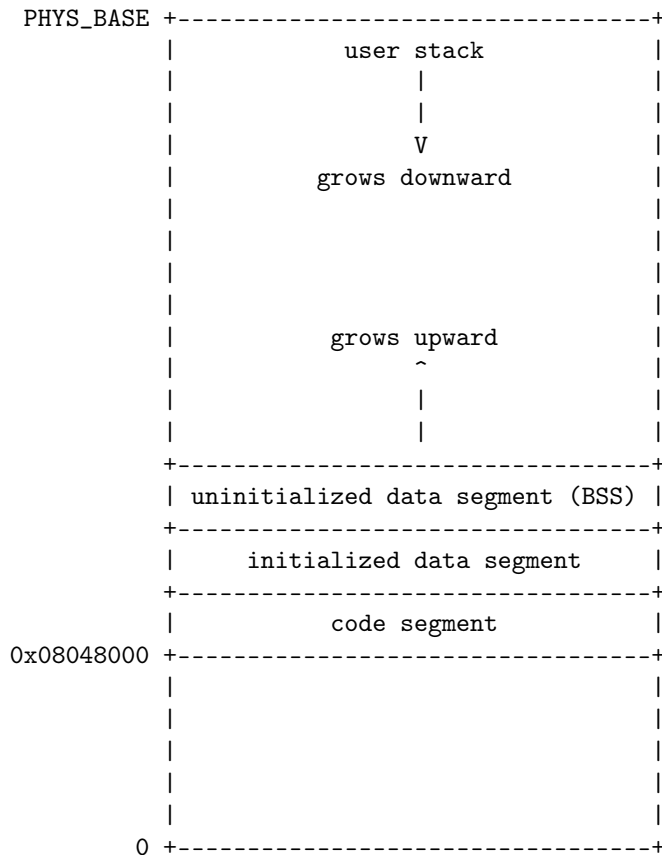 PHYS_BASE +----------------------------------+
| user stack |
| | |
| | |
| V |
| grows downward |
| |
| |
| |
| |
| grows upward |
| ^ |
| | |
| | |
+----------------------------------+
| uninitialized data segment (BSS) |
+----------------------------------+
| initialized data segment |
+----------------------------------+
| code segment |
0x08048000 +----------------------------------+
| |
| |
| |
| |
| |
0 +----------------------------------+